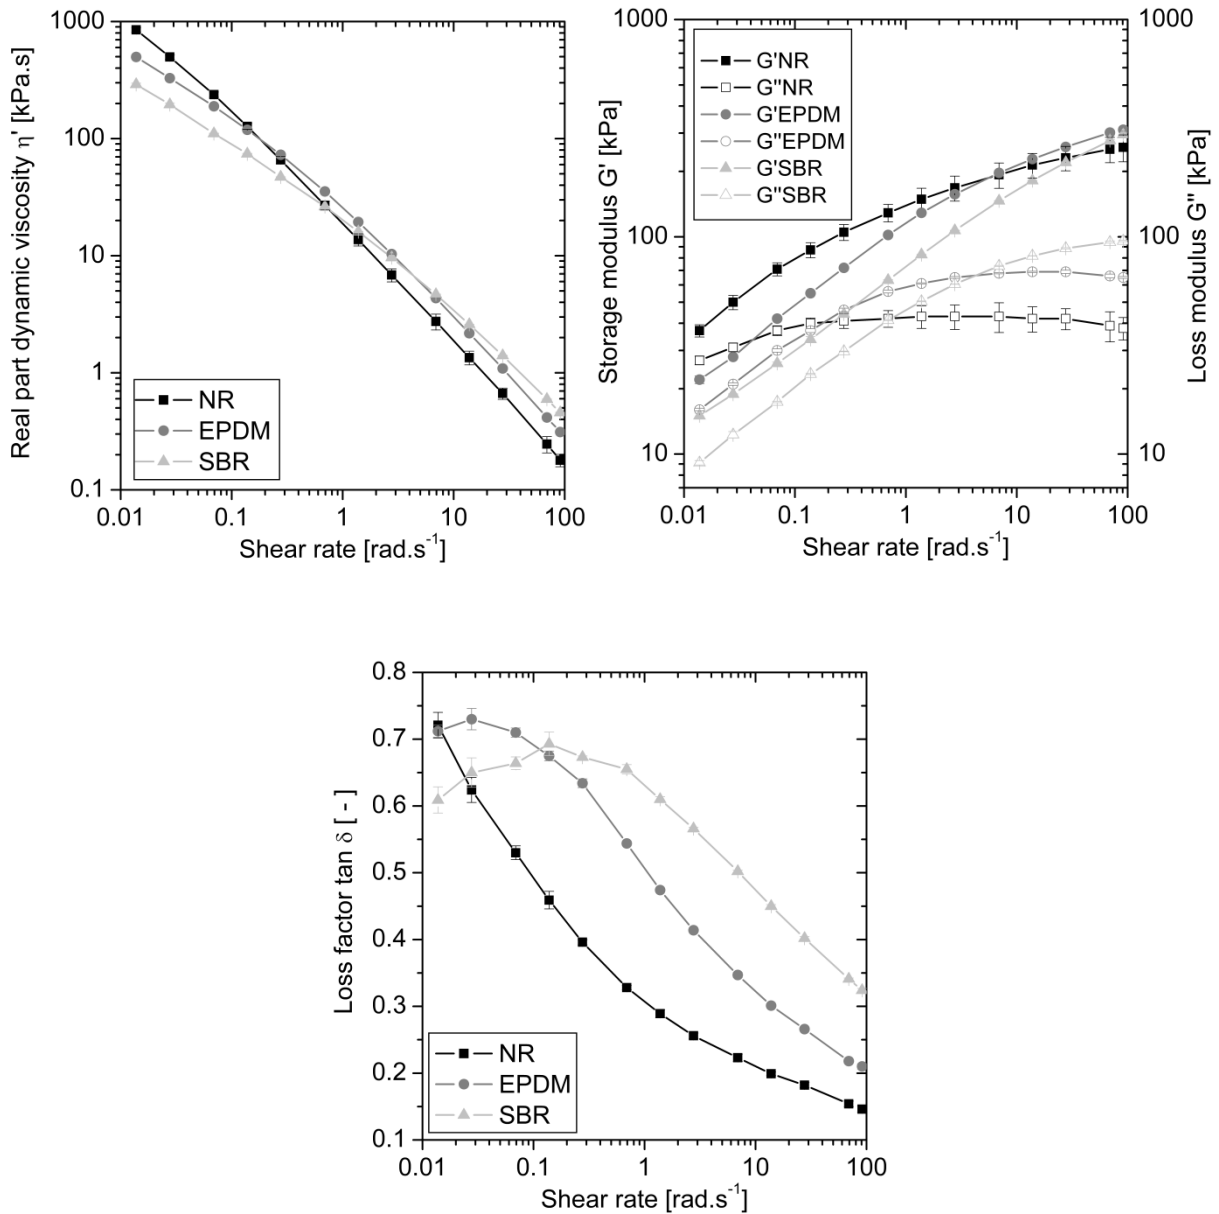 Real part dynamic viscosity η' [kPa.s]
1000
100
10
1
0.1
NR
EPDM
SBR
0.01
0.1
1
10
100
Shear rate [rad.s⁻¹]
Storage modulus G' [kPa]
1000
100
10
G'NR
G''NR
G'EPDM
G''EPDM
G'SBR
G''SBR
1000
100
10
Loss modulus G'' [kPa]
0.01
0.1
1
10
100
Shear rate [rad.s⁻¹]
Loss factor tan δ [ - ]
0.8
0.7
0.6
0.5
0.4
0.3
0.2
0.1
NR
EPDM
SBR
0.01
0.1
1
10
100
Shear rate [rad.s⁻¹]